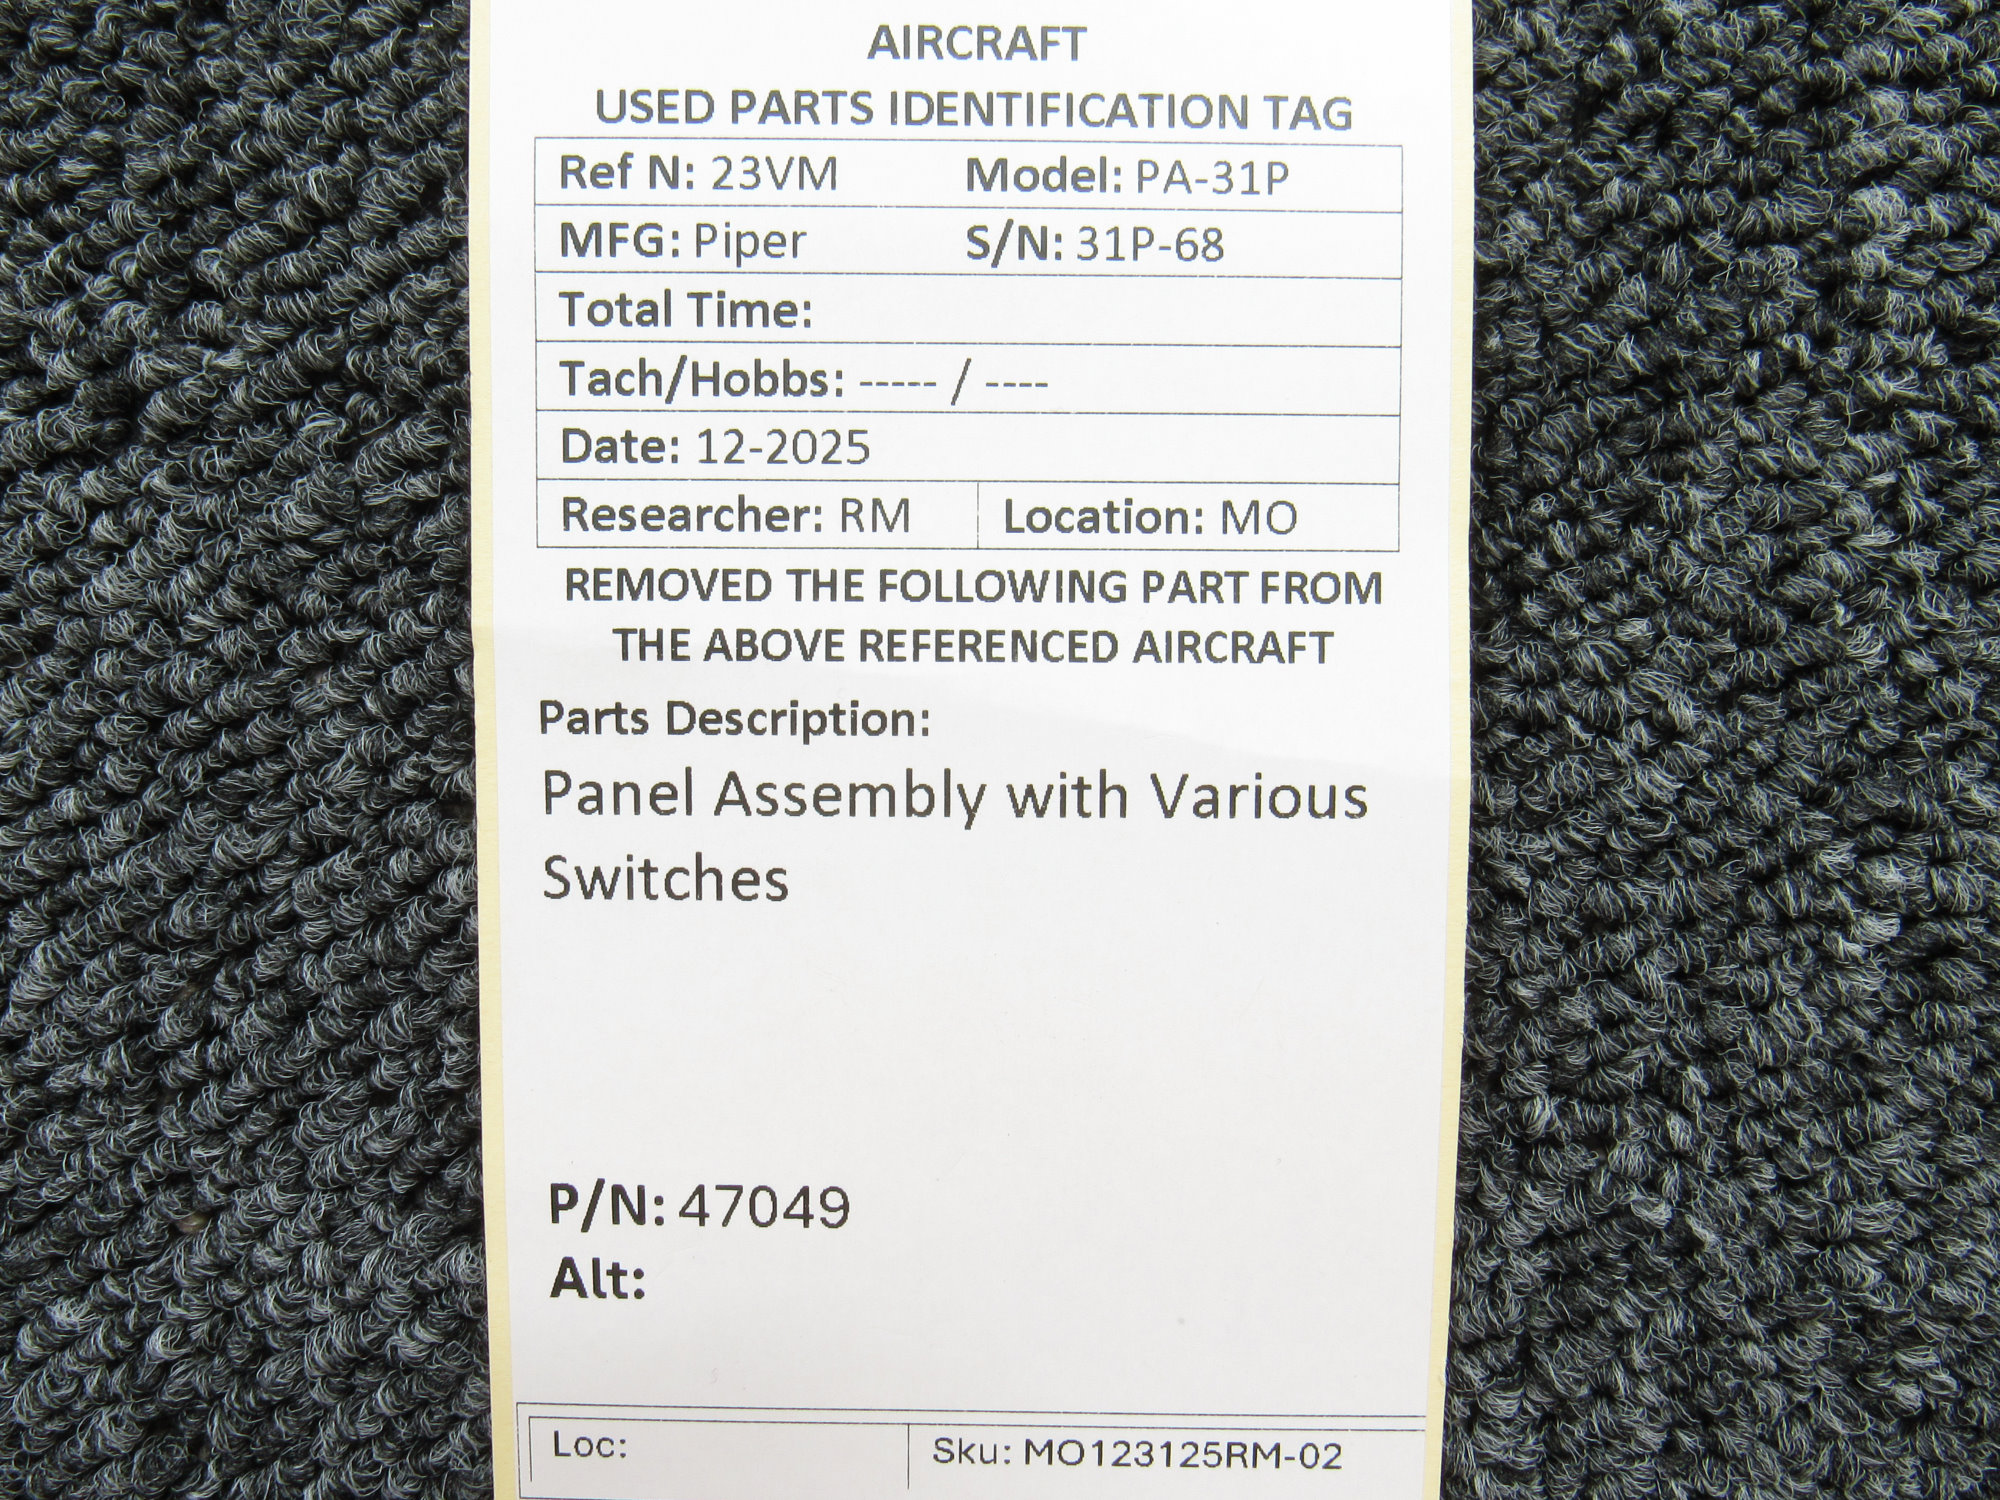 AIRCRAFT
USED PARTS IDENTIFICATION TAG
Ref N: 23VM Model: PA-31P
MFG: Piper S/N: 31P-68
Total Time:
Tach/Hobbs: ----- / ----
Date: 12-2025
Researcher: RM Location: MO
REMOVED THE FOLLOWING PART FROM
THE ABOVE REFERENCED AIRCRAFT
Parts Description:
Panel Assembly with Various
Switches
P/N: 47049
Alt:
Loc: Sku: MO123125RM-02